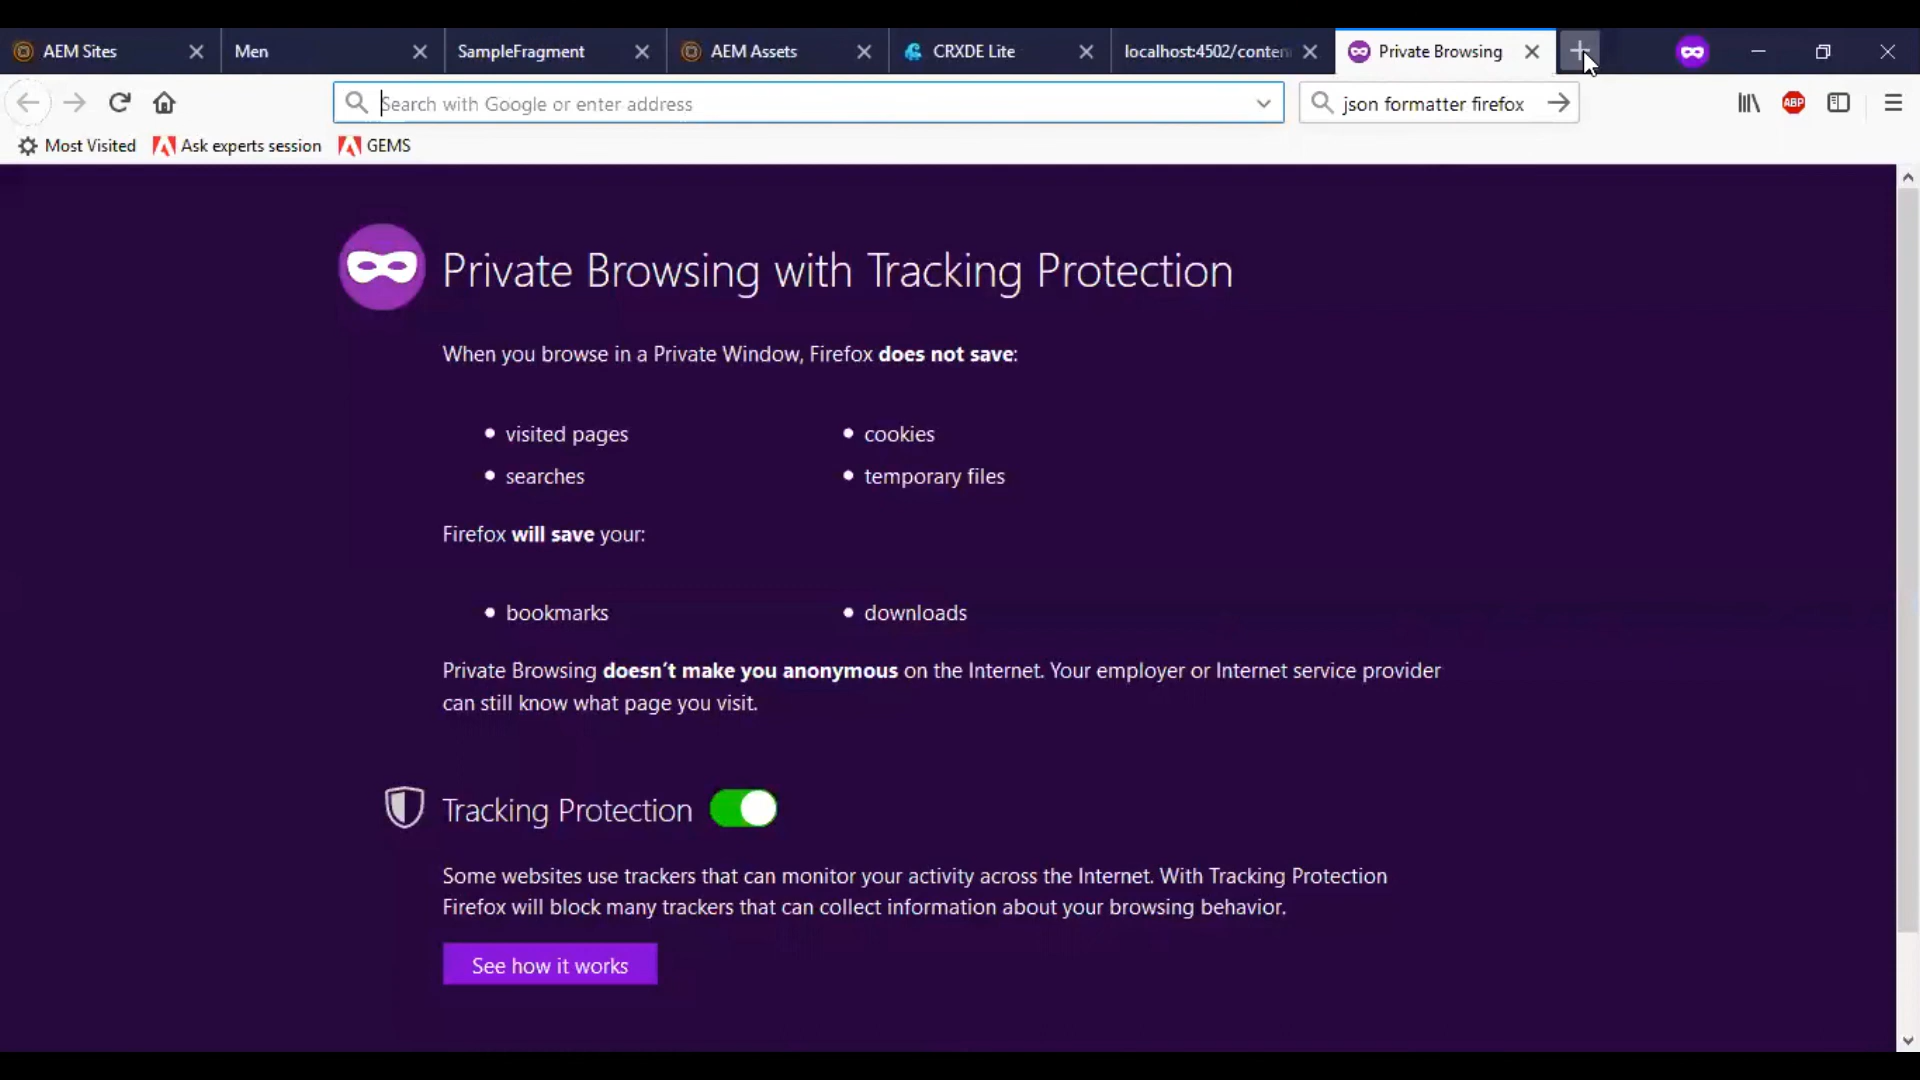 AEM Sites
Men
SampleFragment
AEM Assets
CRXDE Lite
localhost:4502/conten
Private Browsing
Search with Google or enter address
json formatter firefox
ABP
Most Visited
Ask experts session
GEMS
Private Browsing with Tracking Protection
When you browse in a Private Window, Firefox does not save:
visited pages
cookies
searches
temporary files
Firefox will save your:
bookmarks
downloads
Private Browsing doesn't make you anonymous on the Internet. Your employer or Internet service provider
can still know what page you visit.
Tracking Protection
Some websites use trackers that can monitor your activity across the Internet. With Tracking Protection
Firefox will block many trackers that can collect information about your browsing behavior.
See how it works